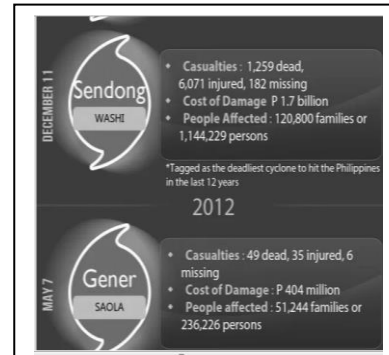 DECEMBER 11
Sendong
WASHI
• Casualties : 1,259 dead,
6,071 injured, 182 missing
• Cost of Damage P 1.7 billion
• People Affected : 120,800 families or
1,144,229 persons
*Tagged as the deadliest cyclone to hit the Philippines
in the last 12 years
2012
MAY 7
Gener
SAOLA
• Casualties : 49 dead, 35 injured, 6
missing
• Cost of Damage : P 404 million
• People affected : 51,244 families or
236,226 persons